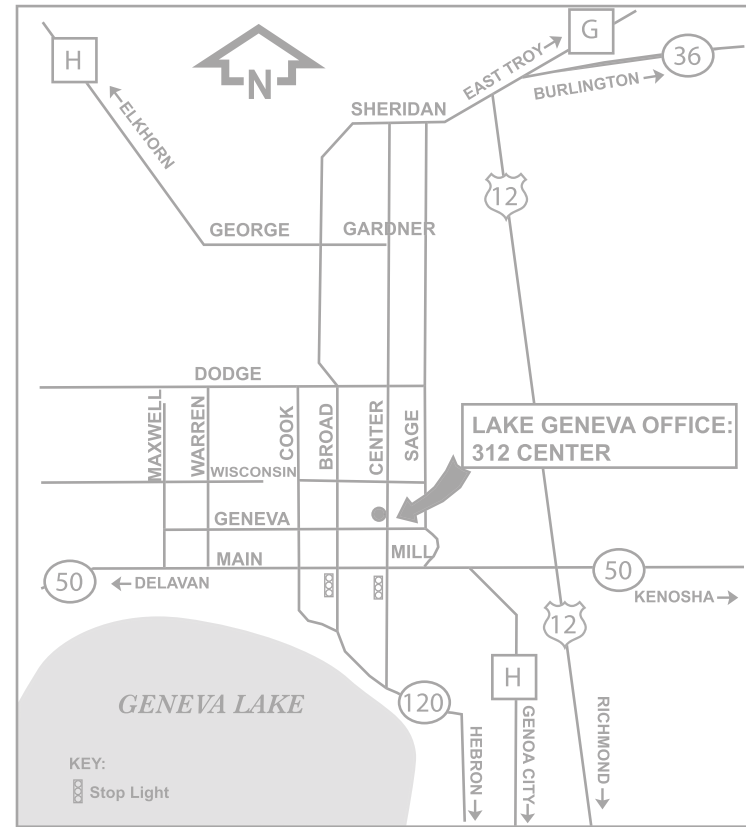 G
H
36
N
EAST TROY
BURLINGTON
ELKHORN
SHERIDAN
12
GEORGE
GARDNER
DODGE
MAXWELL
WARREN
COOK
BROAD
CENTER
SAGE
LAKE GENEVA OFFICE:
312 CENTER
WISCONSIN
GENEVA
MAIN
MILL
50
DELAVAN
50
KENOSHA
12
H
120
GENEVA LAKE
HEBRON
GENOA CITY
RICHMOND
KEY:
Stop Light